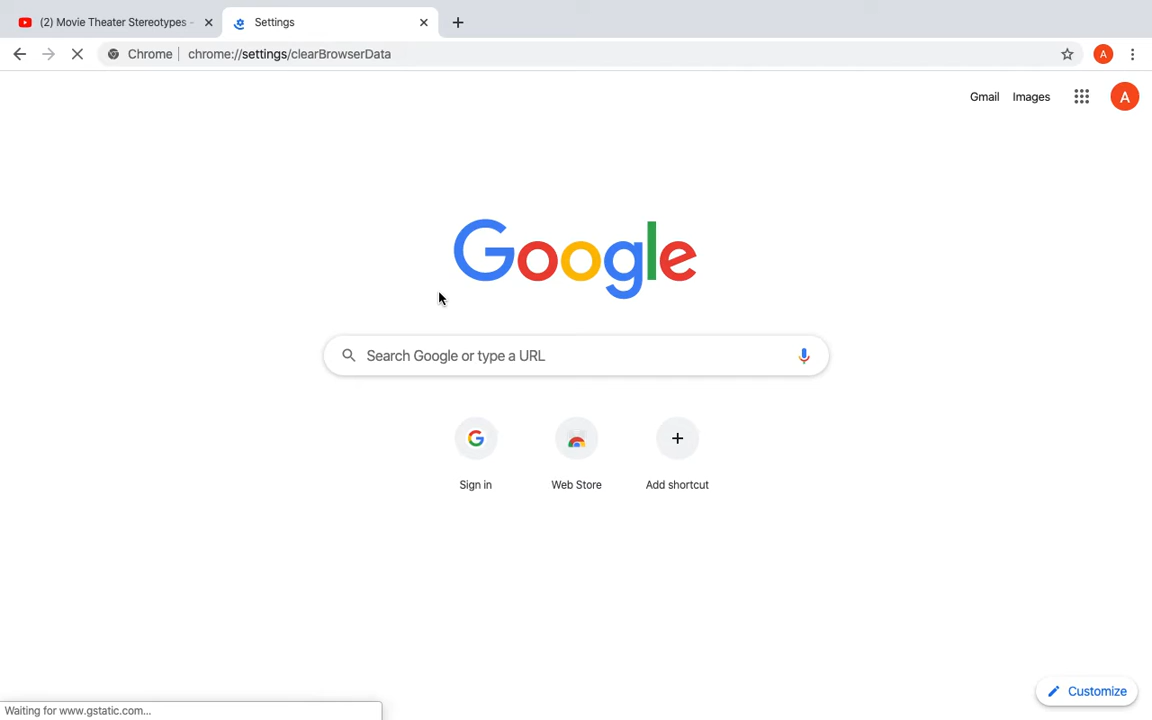 (2) Movie Theater Stereotypes -
Settings
Chrome
chrome://settings/clearBrowserData
A
Gmail
Images
A
Google
Search Google or type a URL
Sign in
Web Store
Add shortcut
Customize
Waiting for www.gstatic.com...